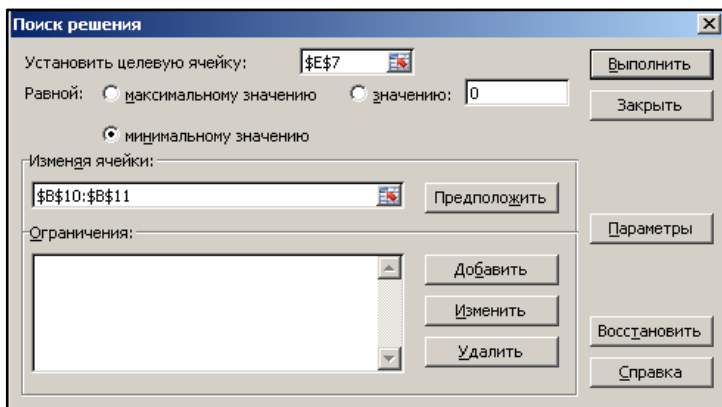 Поиск решения
Установить целевую ячейку: $E$7 Выполнить
Равной: максимальному значению значению: 0 Закрыть
минимальному значению
Изменяя ячейки:
$B$10:$B$11 Предположить
Ограничения: Параметры
Добавить
Изменить
Восстановить
Удалить
Справка